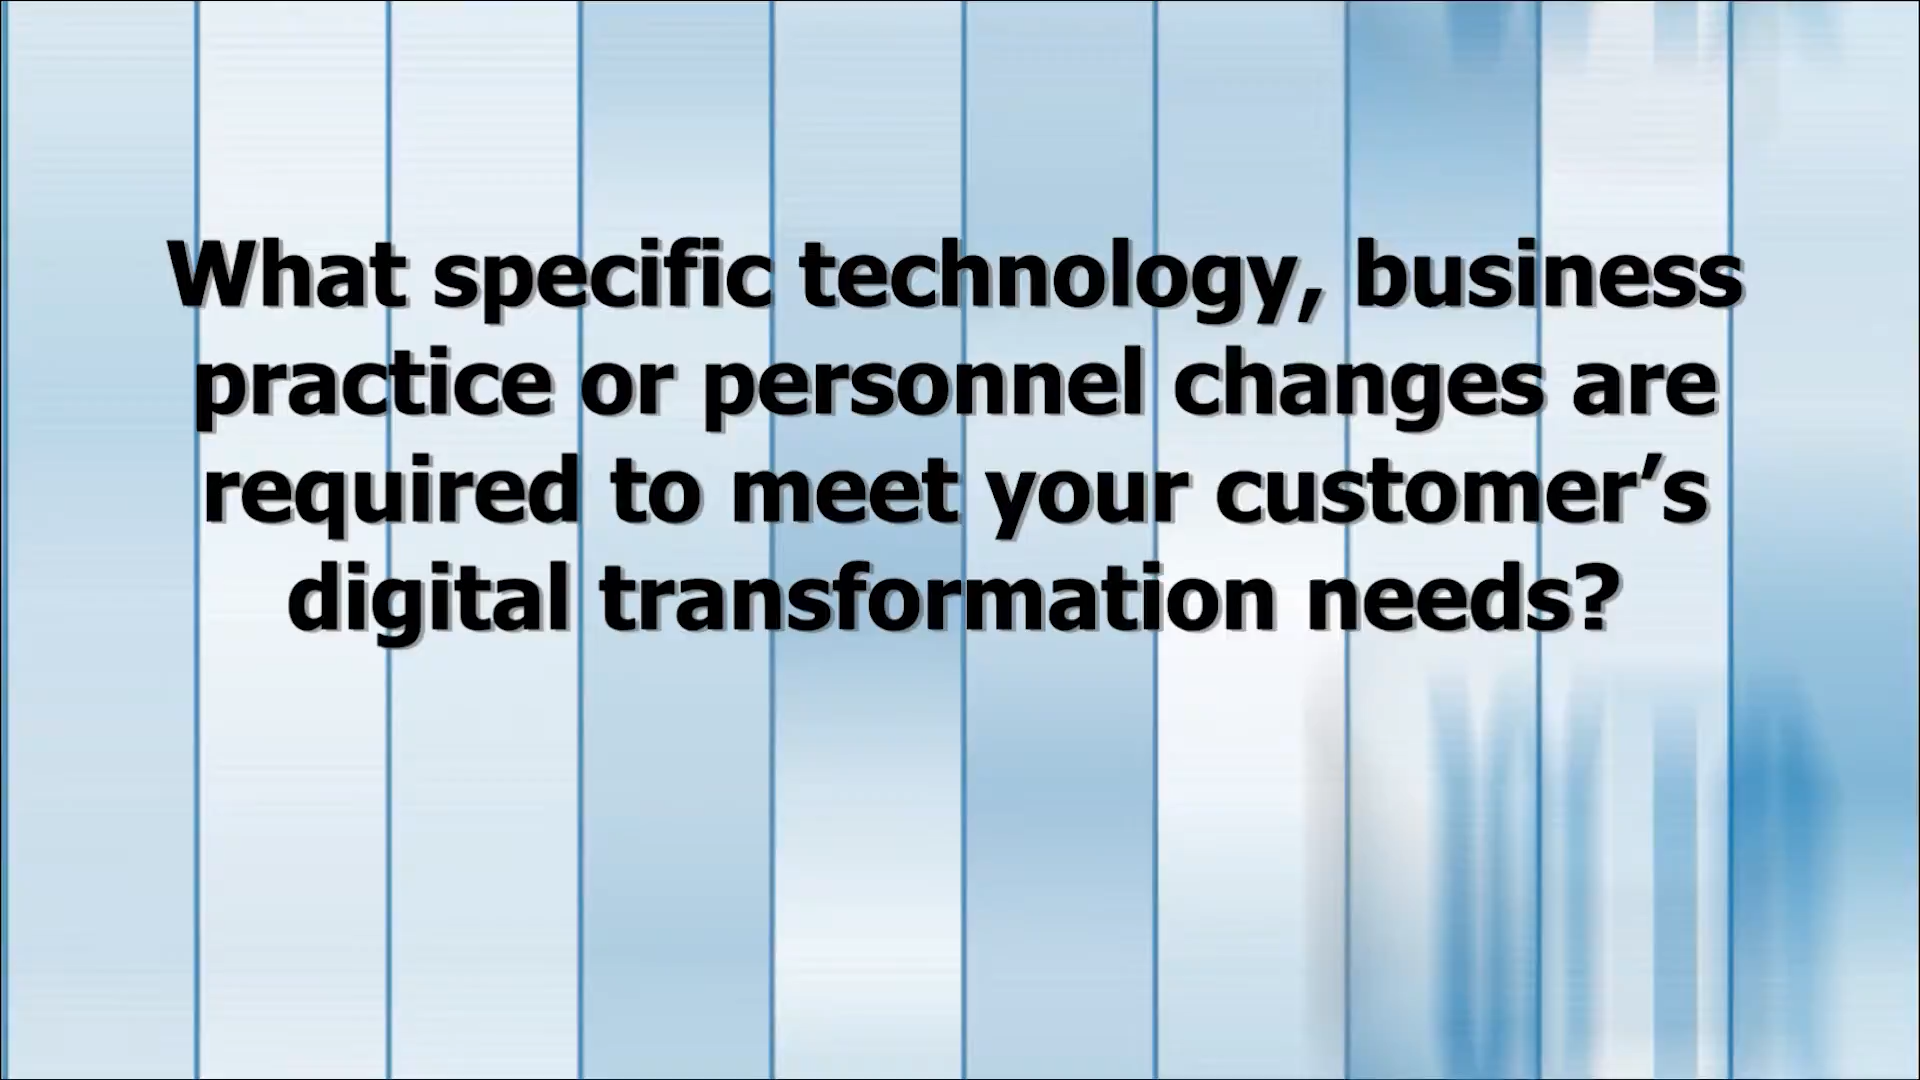 What specific technology, business
practice or personnel changes are
required to meet your customer’s
digital transformation needs?